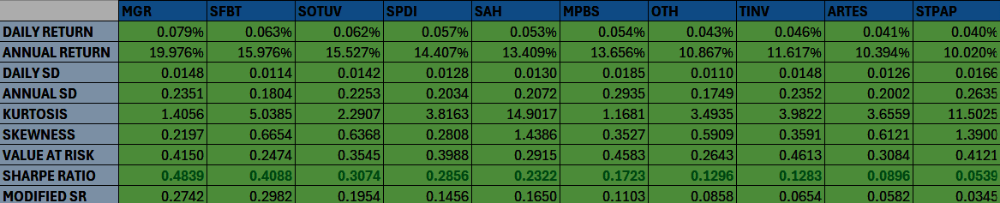 MGR SFBT SOTUV SPDI SAH MPBS OTH TINV ARTES STPAP
DAILY RETURN 0.079% 0.063% 0.062% 0.057% 0.053% 0.054% 0.043% 0.046% 0.041% 0.040%
ANNUAL RETURN 19.976% 15.976% 15.527% 14.407% 13.409% 13.656% 10.867% 11.617% 10.394% 10.020%
DAILY SD 0.0148 0.0114 0.0142 0.0128 0.0130 0.0185 0.0110 0.0148 0.0126 0.0166
ANNUAL SD 0.2351 0.1804 0.2253 0.2034 0.2072 0.2935 0.1749 0.2352 0.2002 0.2635
KURTOSIS 1.4056 5.0385 2.2907 3.8163 14.9017 1.1681 3.4935 3.9822 3.6559 11.5025
SKEWNESS 0.2197 0.6654 0.6368 0.2808 1.4386 0.3527 0.5909 0.3591 0.6121 1.3900
VALUE AT RISK 0.4150 0.2474 0.3545 0.3988 0.2915 0.4583 0.2643 0.4613 0.3084 0.4121
SHARPE RATIO 0.4839 0.4088 0.3074 0.2856 0.2322 0.1723 0.1296 0.1283 0.0896 0.0539
MODIFIED SR 0.2742 0.2982 0.1954 0.1456 0.1650 0.1103 0.0858 0.0654 0.0582 0.0345